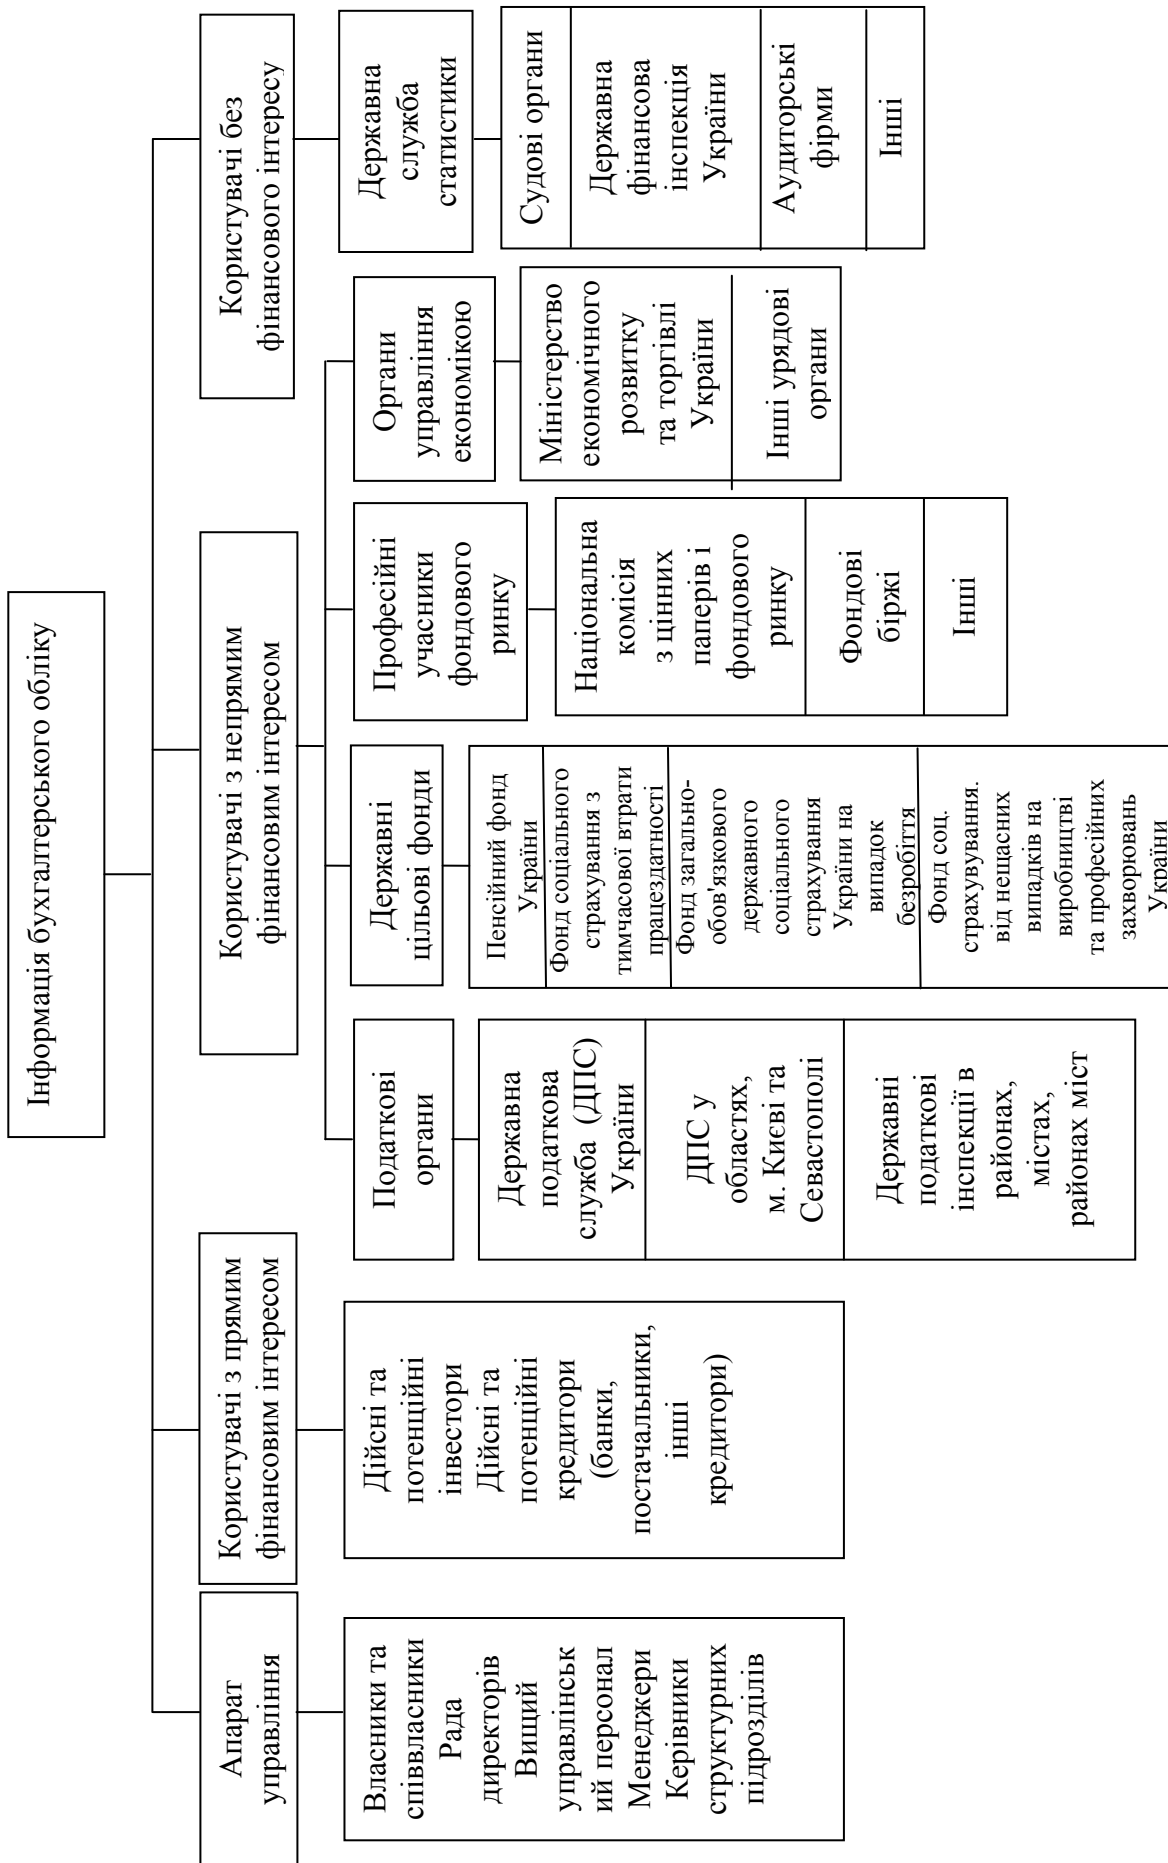 Інформація бухгалтерського обліку
Апарат
управління
Користувачі з прямим
фінансовим інтересом
Користувачі з непрямим
фінансовим інтересом
Користувачі без
фінансового інтересу
Власники та
співвласники
Рада
директорів
Вищий
управлінськ
ий персонал
Менеджери
Керівники
структурних
підрозділів
Дійсні та
потенційні
інвестори
Дійсні та
потенційні
кредитори
(банки,
постачальники,
інші
кредитори)
Податкові
органи
Державна
податкова
служба (ДПС)
України
ДПС у
областях,
м. Києві та
Севастополі
Державні
податкові
інспекції в
районах,
містах,
районах міст
Державні
цільові фонди
Пенсійний фонд
України
Фонд соціального
страхування з
тимчасової втрати
працездатності
Фонд загально-
обов'язкового
державного
соціального
страхування
України на
випадок
безробіття
Фонд соц.
страхувування.
від нещасних
випадків на
виробництві
та професійних
захворювань
України
Професійні
учасники
фондового
ринку
Національна
комісія
з цінних
паперів і
фондового
ринку
Фондові
біржі
Інші
Органи
управління
економікою
Міністерство
економічного
розвитку
та торгівлі
України
Інші урядові
органи
Державна
служба
статистики
Судові органи
Державна
фінансова
інспекція
України
Аудиторські
фірми
Інші